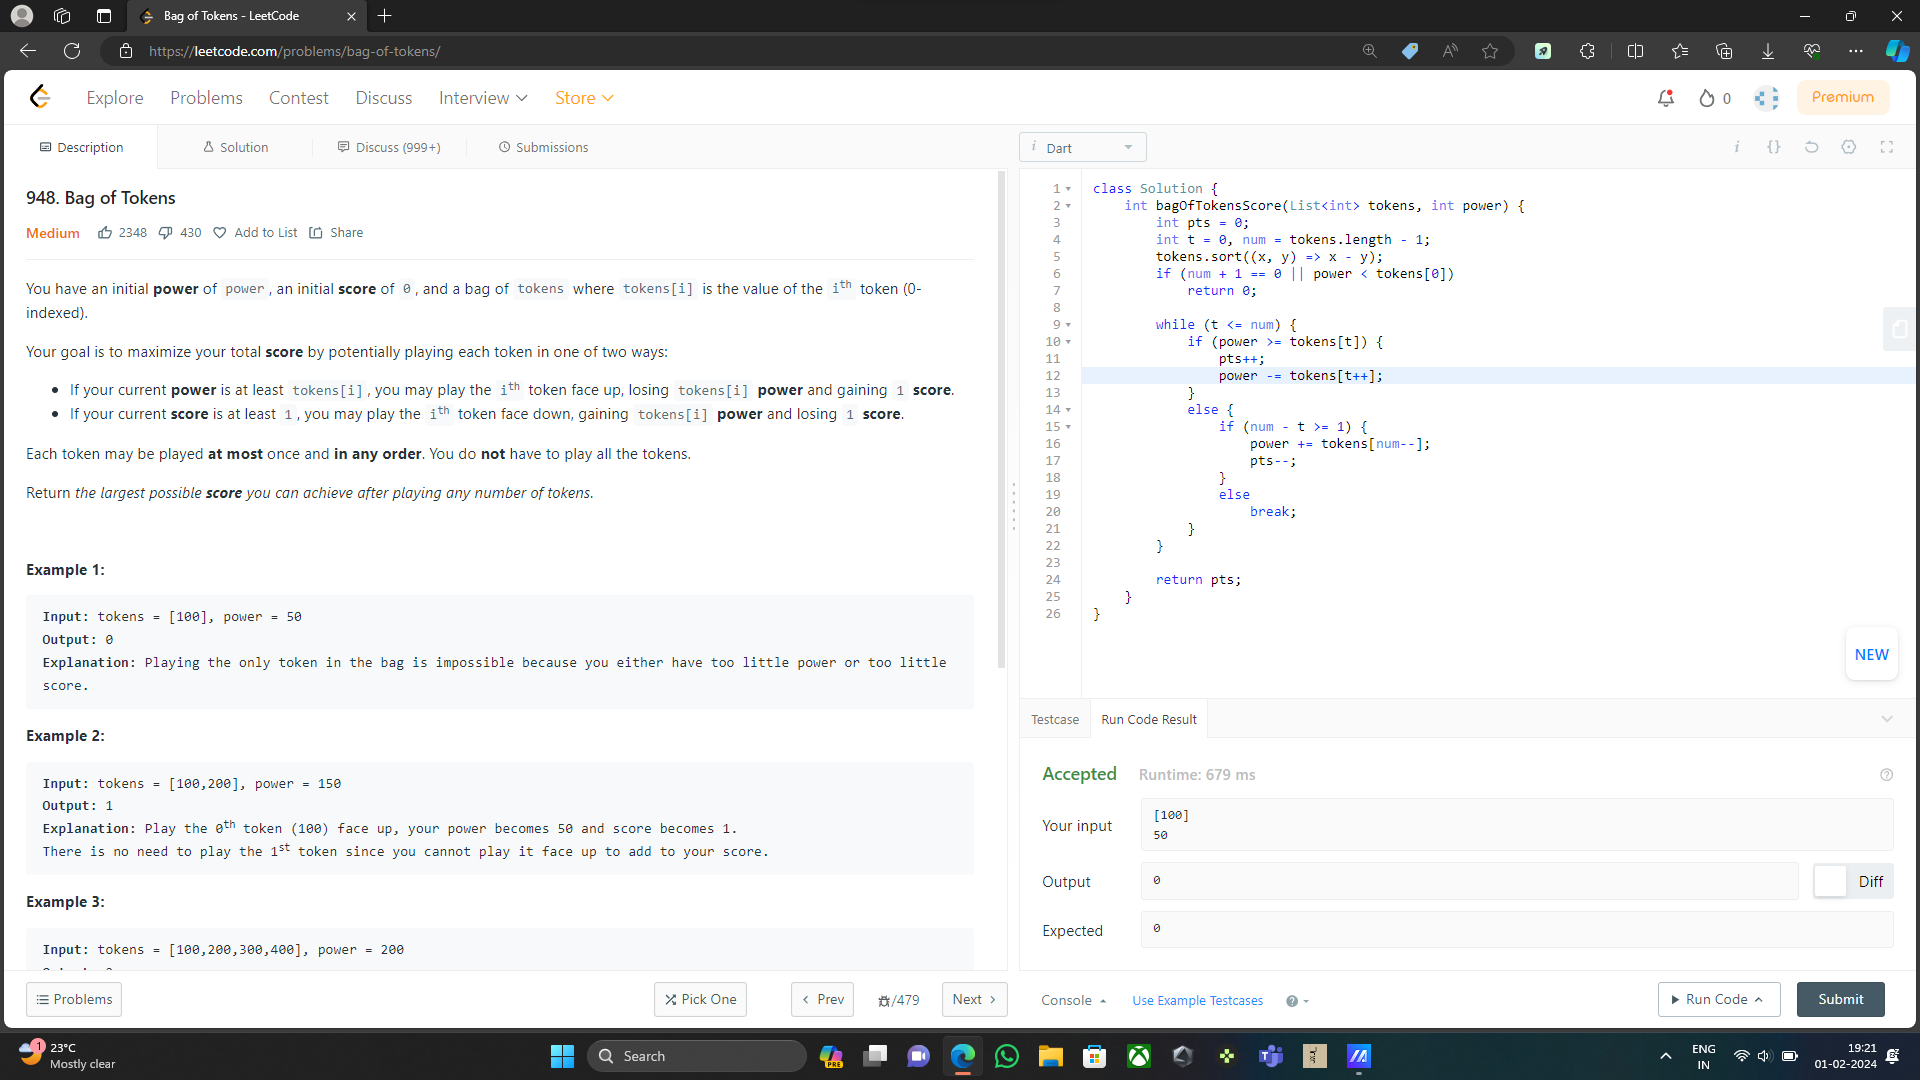 Bag of Tokens - LeetCode
https://leetcode.com/problems/bag-of-tokens/
Explore Problems Contest Discuss Interview Store 0 Premium
Description Solution Discuss (999+) Submissions
948. Bag of Tokens
Medium 2348 430 Add to List Share
You have an initial power of power, an initial score of 0, and a bag of tokens where tokens[i] is the value of the ith token (0-
indexed).
Your goal is to maximize your total score by potentially playing each token in one of two ways:
• If your current power is at least tokens[i], you may play the ith token face up, losing tokens[i] power and gaining 1 score.
• If your current score is at least 1, you may play the ith token face down, gaining tokens[i] power and losing 1 score.
Each token may be played at most once and in any order. You do not have to play all the tokens.
Return the largest possible score you can achieve after playing any number of tokens.
Example 1:
Input: tokens = [100], power = 50
Output: 0
Explanation: Playing the only token in the bag is impossible because you either have too little power or too little
score.
Example 2:
Input: tokens = [100,200], power = 150
Output: 1
Explanation: Play the 0th token (100) face up, your power becomes 50 and score becomes 1.
There is no need to play the 1st token since you cannot play it face up to add to your score.
Example 3:
Input: tokens = [100,200,300,400], power = 200
Problems Pick One Prev /479 Next
i Dart
i {}
1 class Solution {
2 int bagOfTokensScore(List<int> tokens, int power) {
3 int pts = 0;
4 int t = 0, num = tokens.length - 1;
5 tokens.sort((x, y) => x - y);
6 if (num + 1 == 0 || power < tokens[0])
7 return 0;
8
9 while (t <= num) {
10 if (power >= tokens[t]) {
11 pts++;
12 power -= tokens[t++];
13 }
14 else {
15 if (num - t >= 1) {
16 power += tokens[num--];
17 pts--;
18 }
19 else
20 break;
21 }
22 }
23
24 return pts;
25 }
26 }
NEW
Testcase Run Code Result
Accepted Runtime: 679 ms
Your input
[100]
50
Output 0 Diff
Expected 0
Console Use Example Testcases Run Code Submit
1 23°C
Mostly clear
Search
PRE
ENG
IN
19:21
01-02-2024